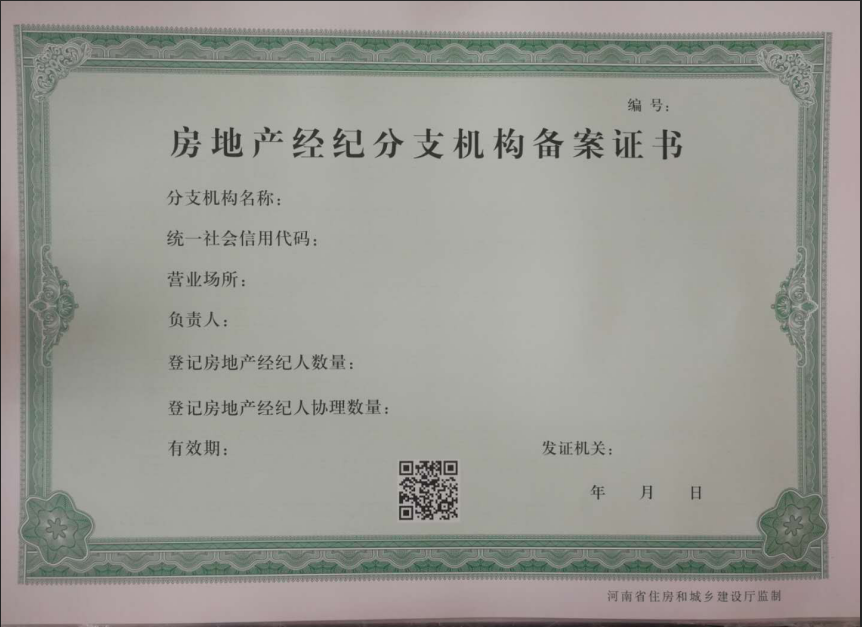 编 号：
房地产经纪分支机构备案证书
分支机构名称：
统一社会信用代码：
营业场所：
负责人：
登记房地产经纪人数量：
登记房地产经纪人协理数量：
有效期：
发证机关：
年 月 日
河南省住房和城乡建设厅监制